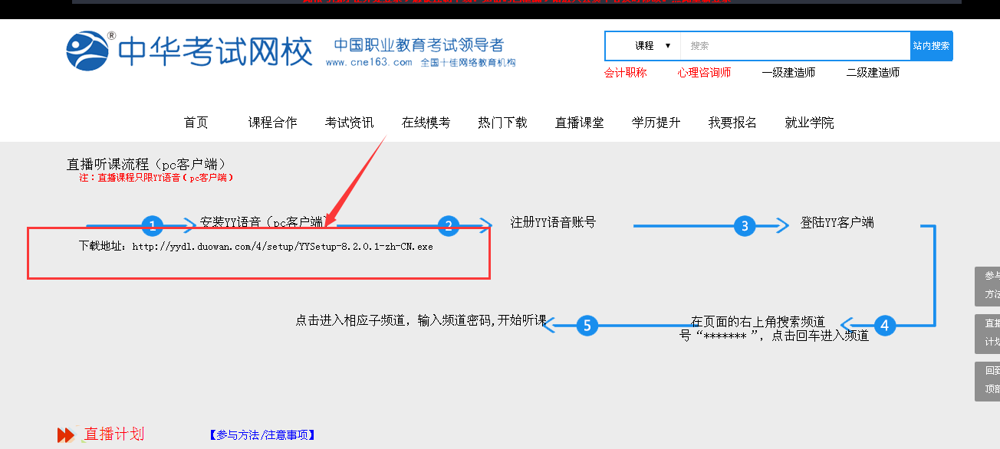 中华考试网校
®
中国职业教育考试领导者
www.cne163.com 全国十佳网络教育机构
课程 ▼ 搜索 站内搜索
会计职称 心理咨询师 一级建造师 二级建造师
首页 课程合作 考试资讯 在线模考 热门下载 直播课堂 学历提升 我要报名 就业学院
直播听课流程（pc客户端）
注：直播课程只限YY语音（pc客户端）
1 安装YY语音（pc客户端） 2 注册YY语音账号 3 登陆YY客户端
下载地址：http://yydl.duowan.com/4/setup/YYSetup-8.2.0.1-zh-CN.exe
4
在页面的右上角搜索频道
号“*******”，点击回车进入频道
5
点击进入相应子频道，输入频道密码,开始听课
参与
方法
直播
计划
回到
顶部
直播计划 【参与方法/注意事项】